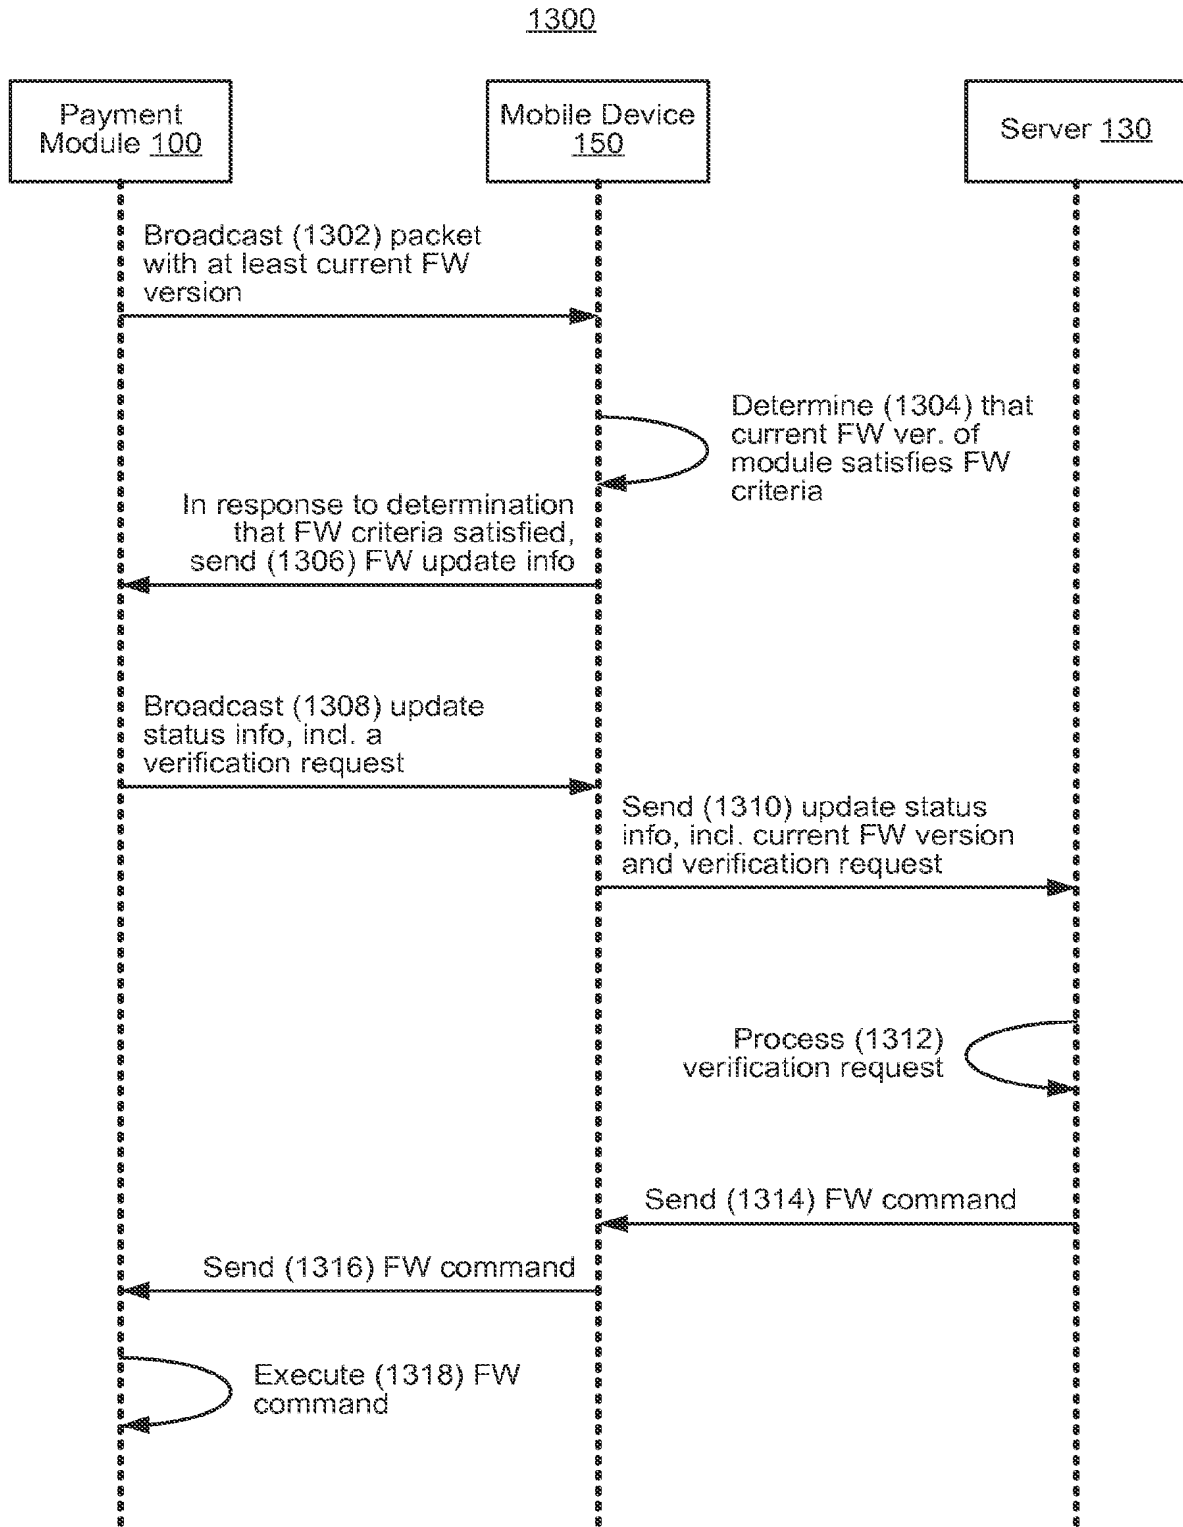 1300
Payment
Module 100
Mobile Device
150
Server 130
Broadcast (1302) packet
with at least current FW
version
Determine (1304) that
current FW ver. of
module satisfies FW
criteria
In response to determination
that FW criteria satisfied,
send (1306) FW update info
Broadcast (1308) update
status info, incl. a
verification request
Send (1310) update status
info, incl. current FW version
and verification request
Process (1312)
verification request
Send (1314) FW command
Send (1316) FW command
Execute (1318) FW
command